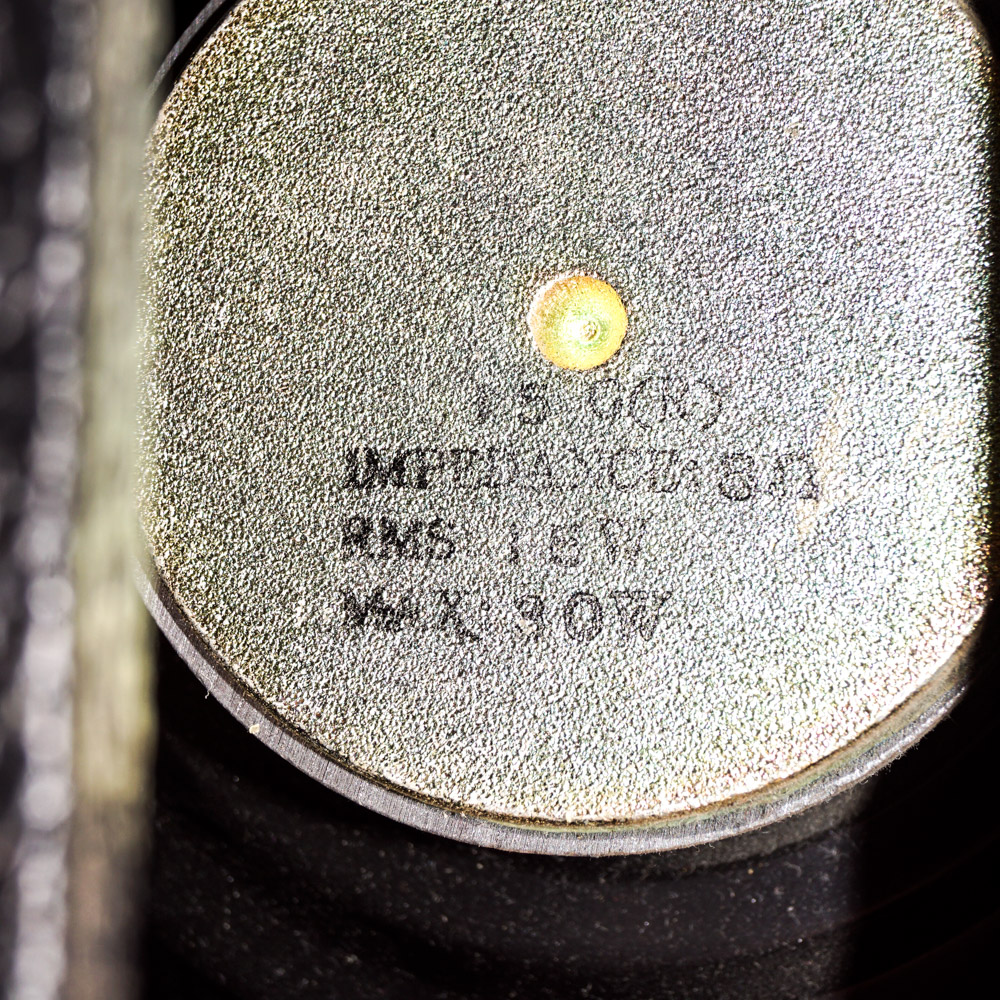 IMPEDANCE: 8Ω
RMS 15W
MAX 30W